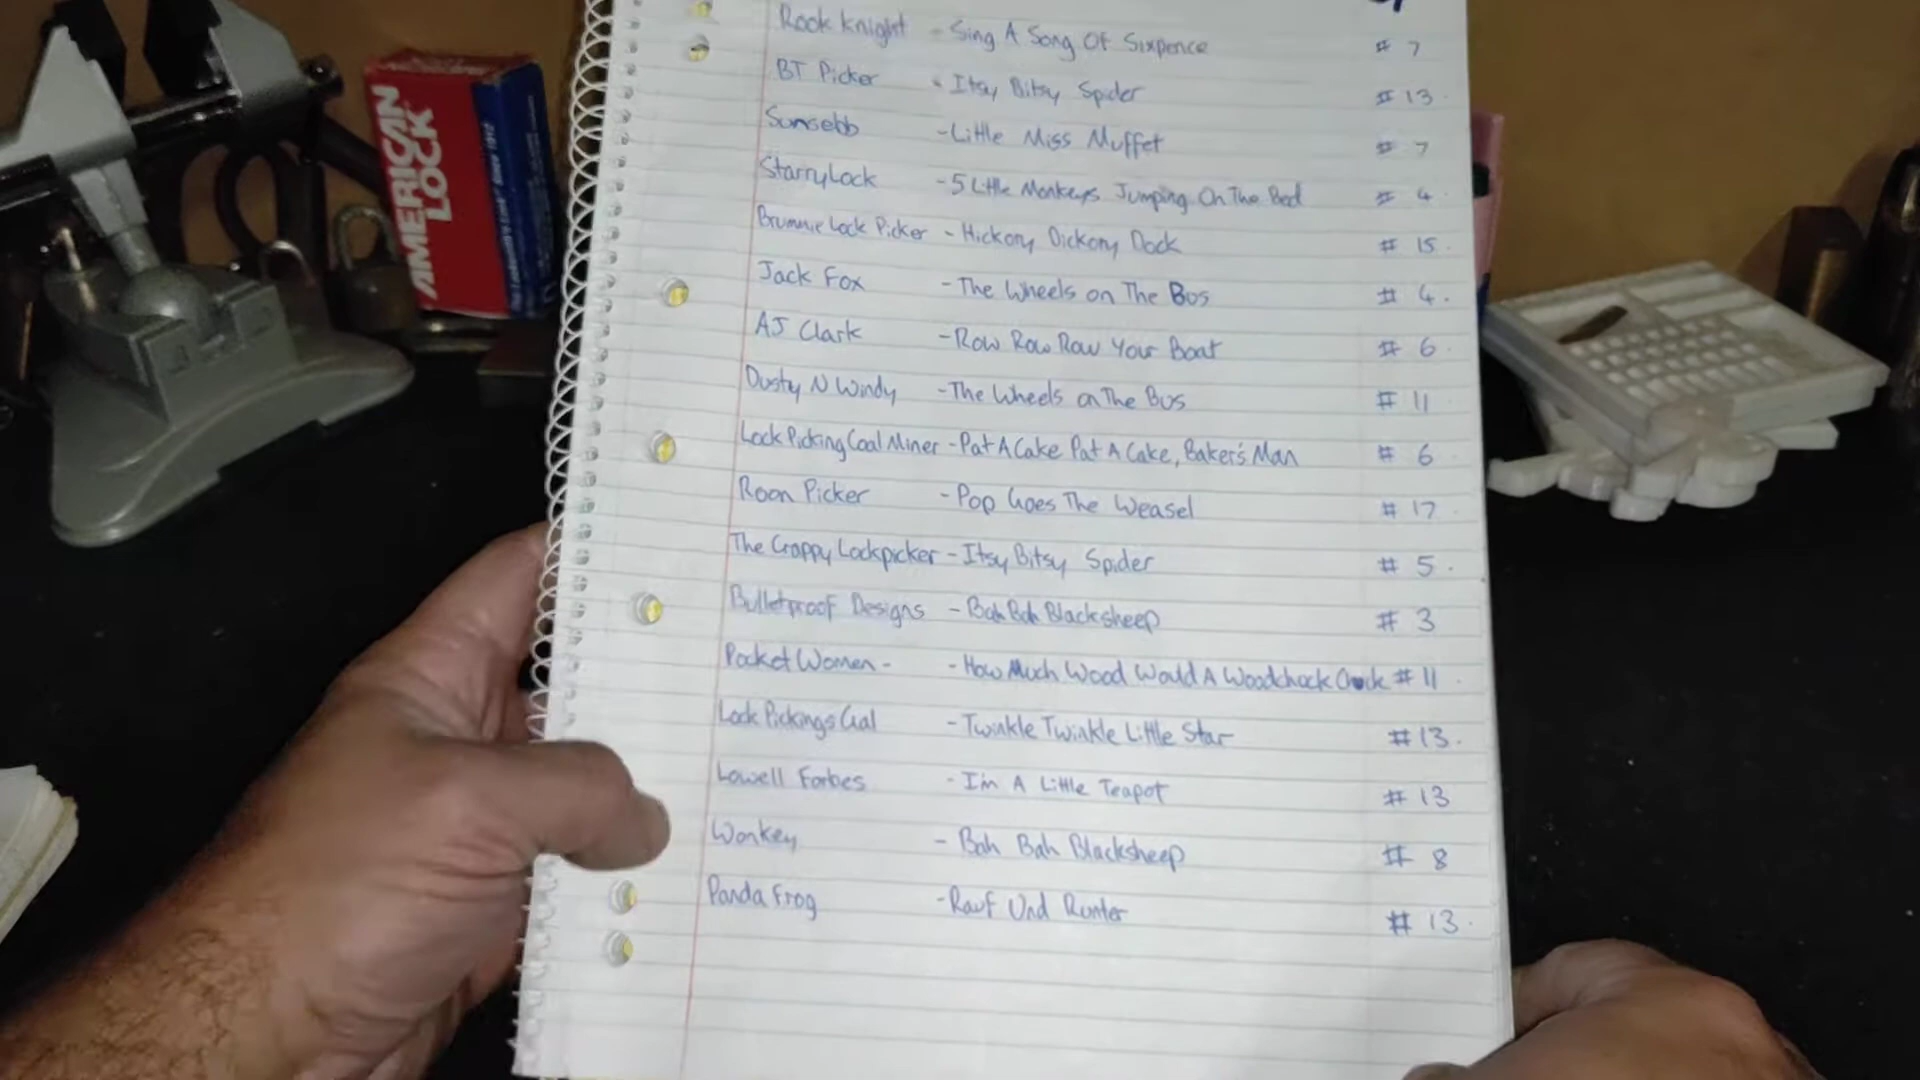 Rook Knight - Sing A Song Of Sixpence # 7
BT Picker - Itsy Bitsy Spider # 13
Sunsebb - Little Miss Muffet # 7
StarryLock - 5 Little Monkeys Jumping On The Bed # 4
Brummie Lock Picker - Hickory Dickory Dock # 15
Jack Fox - The Wheels on The Bus # 4
AJ Clark - Row Row Row Your Boat # 6
Dusty N Windy - The Wheels on The Bus # 11
Lock Picking Coal Miner - Pat A Cake Pat A Cake, Baker's Man # 6
Roon Picker - Pop Goes The Weasel # 17
The Crappy Lockpicker - Itsy Bitsy Spider # 5
Bulletproof Designs - Bah Bah Blacksheep # 3
Pocket Women - - How Much Wood Would A Woodchuck Chuck # 11
Lock Pickings Gal - Twinkle Twinkle Little Star # 13
Lowell Forbes - I'm A Little Teapot # 13
Wonkey - Bah Bah Blacksheep # 8
Panda Frog - Rauf Und Runter # 13
AMERICAN
LOCK